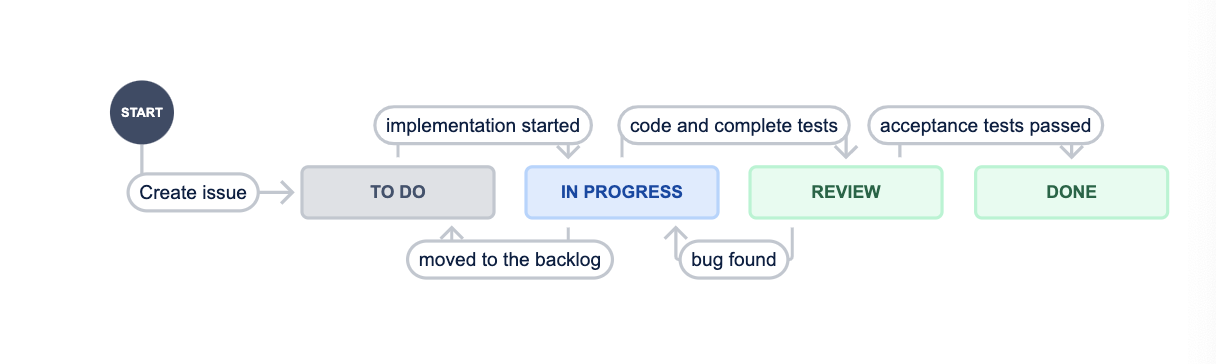 START
implementation started
code and complete tests
acceptance tests passed
Create issue
TO DO
IN PROGRESS
REVIEW
DONE
moved to the backlog
bug found